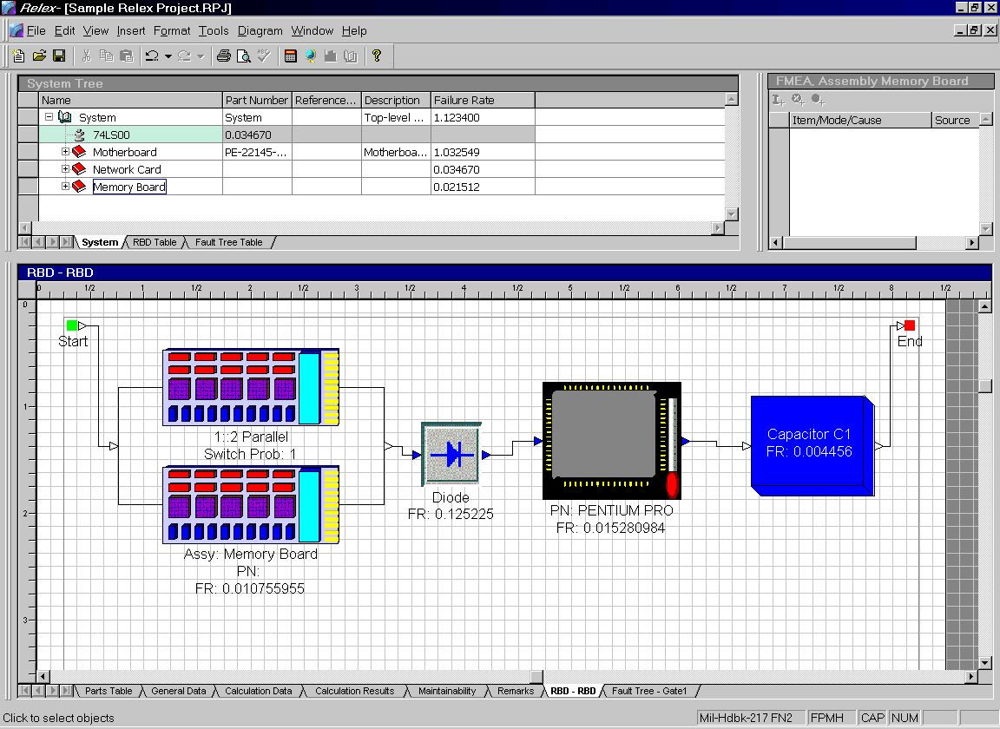 Relex - [Sample Relex Project.RPJ]
File Edit View Insert Format Tools Diagram Window Help
System Tree
Name Part Number Reference... Description Failure Rate
System System Top-level ... 1.123400
74LS00 0.034670
Motherboard PE-22145-... Motherboa... 1.032549
Network Card 0.034670
Memory Board 0.021512
System RBD Table Fault Tree Table
FMEA, Assembly Memory Board
Item/Mode/Cause Source
RBD - RBD
0 1/2 1 1/2 2 1/2 3 1/2 4 1/2 5 1/2 6 1/2 7 1/2 8 1/2
0
1
2
3
Start
End
1::2 Parallel
Switch Prob: 1
Assy: Memory Board
PN:
FR: 0.010755955
Diode
FR: 0.125225
PN: PENTIUM PRO
FR: 0.015280984
Capacitor C1
FR: 0.004456
Parts Table General Data Calculation Data Calculation Results Maintainability Remarks RBD - RBD Fault Tree - Gate1
Click to select objects
Mil-Hdbk-217 FN2 FPMH CAP NUM